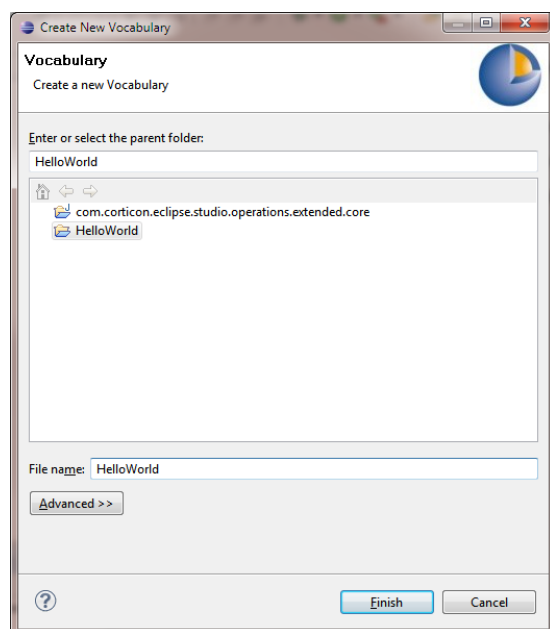 Create New Vocabulary
Vocabulary
Create a new Vocabulary
Enter or select the parent folder:
HelloWorld
com.corticon.eclipse.studio.operations.extended.core
HelloWorld
File name: HelloWorld
Advanced >>
Finish Cancel